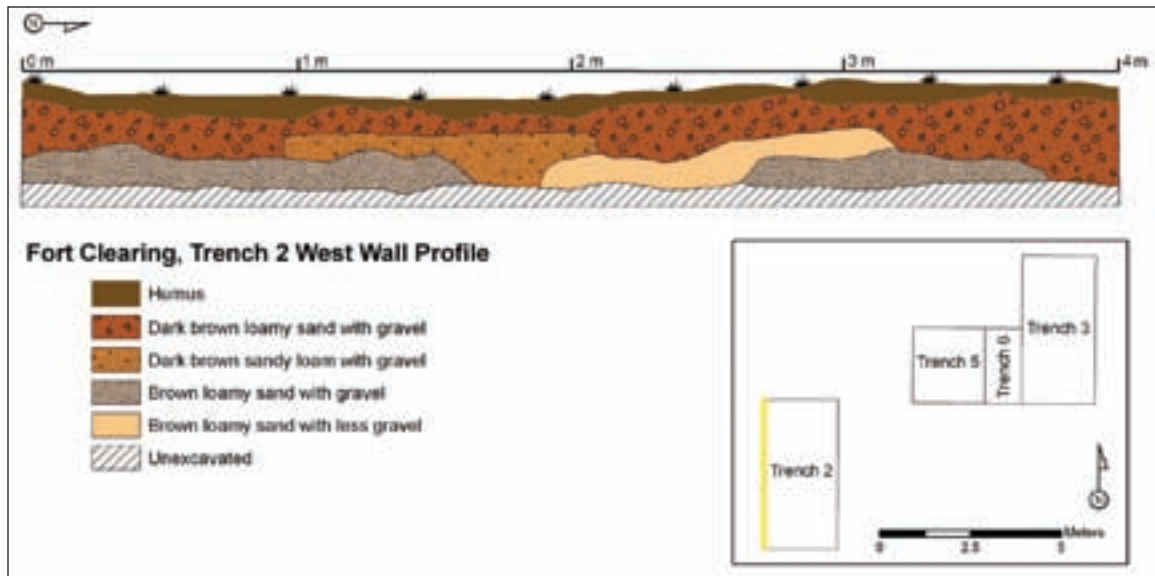 N
0 m 1 m 2 m 3 m 4 m
Fort Clearing, Trench 2 West Wall Profile
Humus
Dark brown loamy sand with gravel
Dark brown sandy loam with gravel
Brown loamy sand with gravel
Brown loamy sand with less gravel
Unexcavated
Trench 3
Trench 5
Trench 6
Trench 2
N
Meters
0 2.5 5